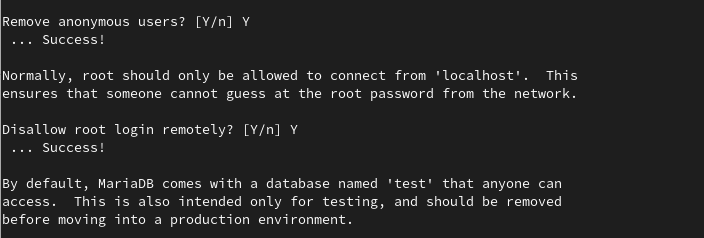 Remove anonymous users? [Y/n] Y
 ... Success!
Normally, root should only be allowed to connect from 'localhost'.  This
ensures that someone cannot guess at the root password from the network.
Disallow root login remotely? [Y/n] Y
 ... Success!
By default, MariaDB comes with a database named 'test' that anyone can
access.  This is also intended only for testing, and should be removed
before moving into a production environment.